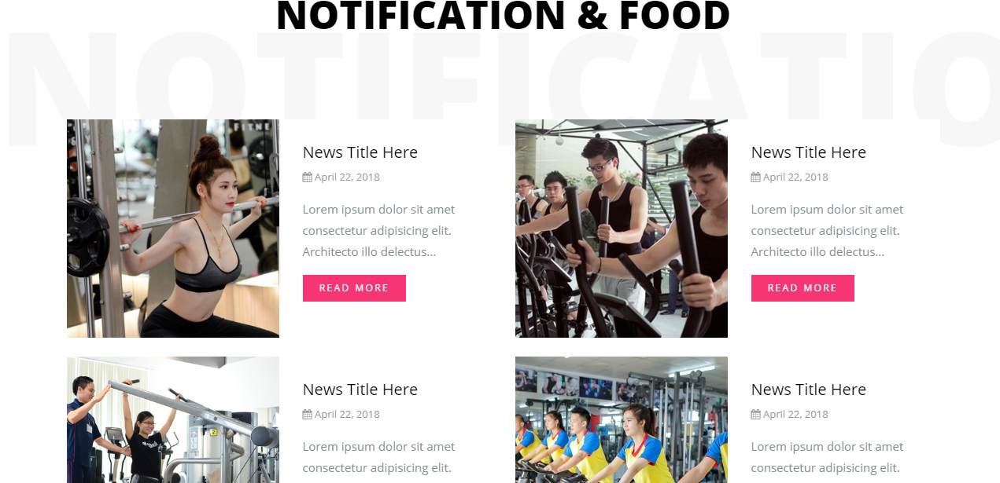 NOTIFICATION & FOOD
NOTIFICATIO
FITNE
News Title Here
April 22, 2018
Lorem ipsum dolor sit amet
consectetur adipisicing elit.
Architecto illo delectus...
READ MORE
News Title Here
April 22, 2018
Lorem ipsum dolor sit amet
consectetur adipisicing elit.
Architecto illo delectus...
READ MORE
News Title Here
April 22, 2018
Lorem ipsum dolor sit amet
consectetur adipisicing elit.
News Title Here
April 22, 2018
Lorem ipsum dolor sit amet
consectetur adipisicing elit.